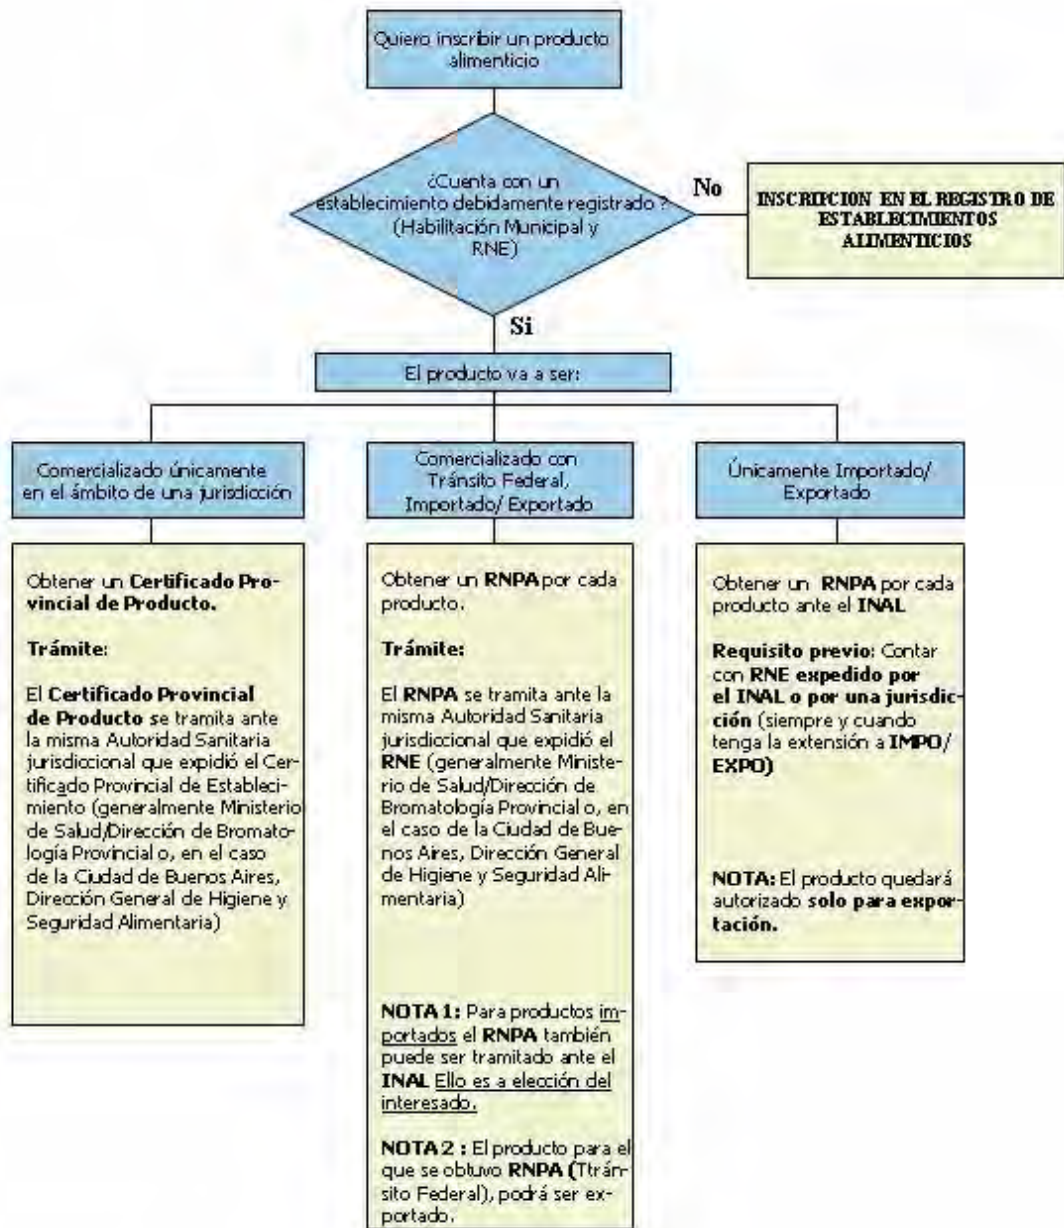 Quiero inscribir un producto
alimenticio
¿Cuenta con un
establecimiento debidamente registrado ?
(Habilitación Municipal y
RNE)
No
INSCRIPCION EN EL REGISTRO DE
ESTABLECIMIENTOS
ALIMENTICIOS
Si
El producto va a ser:
Comercializado únicamente
en el ámbito de una jurisdicción
Obtener un Certificado Pro-
vincial de Producto.
Trámite:
El Certificado Provincial
de Producto se tramita ante
la misma Autoridad Sanitaria
jurisdiccional que expidió el Cer-
tificado Provincial de Estableci-
miento (generalmente Ministerio
de Salud/Dirección de Bromato-
logía Provincial o, en el caso
de la Ciudad de Buenos Aires,
Dirección General de Higiene y
Seguridad Alimentaria)
Comercializado con
Tránsito Federal,
Importado/ Exportado
Obtener un RNPA por cada
producto.
Trámite:
El RNPA se tramita ante la
misma Autoridad Sanitaria
jurisdiccional que expidió el
RNE (generalmente Ministe-
rio de Salud/Dirección de
Bromatología Provincial o, en
el caso de la Ciudad de Bue-
nos Aires, Dirección General
de Higiene y Seguridad Ali-
mentaria)
NOTA 1: Para productos im-
portados el RNPA también
puede ser tramitado ante el
INAL Ello es a elección del
interesado.
NOTA 2 : El producto para el
que se obtuvo RNPA (Ttrán-
sito Federal), podrá ser ex-
portado.
Únicamente Importado/
Exportado
Obtener un RNPA por cada
producto ante el INAL
Requisito previo: Contar
con RNE expedido por
el INAL o por una jurisdic-
ción (siempre y cuando
tenga la extensión a IMPO/
EXPO)
NOTA: El producto quedará
autorizado solo para expor-
tación.